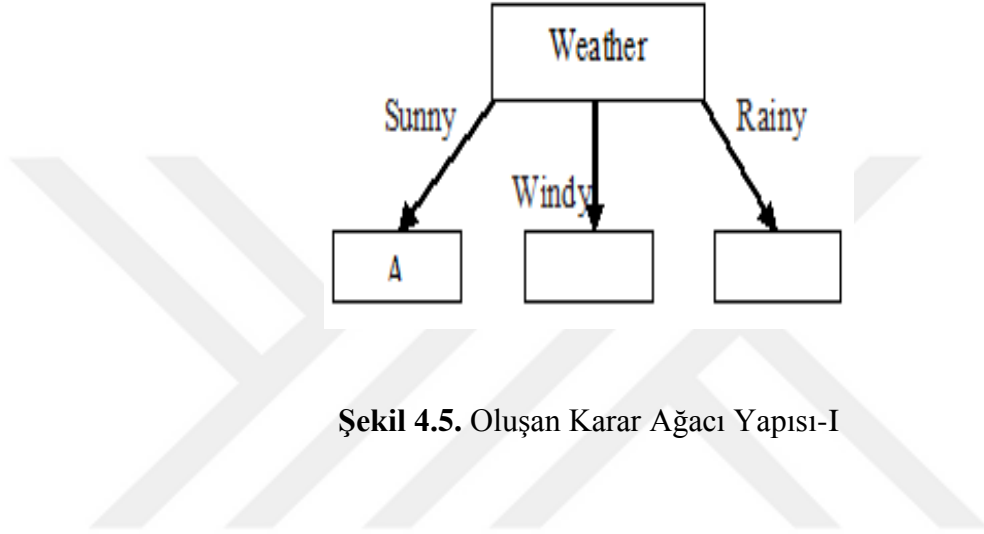 Weather
Sunny
Rainy
Windy
A
Şekil 4.5. Oluşan Karar Ağacı Yapısı-I